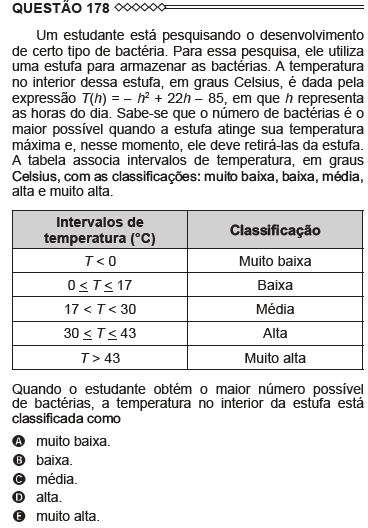 QUESTÃO 178
Um estudante está pesquisando o desenvolvimento
de certo tipo de bactéria. Para essa pesquisa, ele utiliza
uma estufa para armazenar as bactérias. A temperatura
no interior dessa estufa, em graus Celsius, é dada pela
expressão T(h) = – h² + 22h – 85, em que h representa
as horas do dia. Sabe-se que o número de bactérias é o
maior possível quando a estufa atinge sua temperatura
máxima e, nesse momento, ele deve retirá-las da estufa.
A tabela associa intervalos de temperatura, em graus
Celsius, com as classificações: muito baixa, baixa, média,
alta e muito alta.
Intervalos de
temperatura (°C)
Classificação
T < 0
Muito baixa
0 ≤ T ≤ 17
Baixa
17 < T < 30
Média
30 ≤ T ≤ 43
Alta
T > 43
Muito alta
Quando o estudante obtém o maior número possível
de bactérias, a temperatura no interior da estufa está
classificada como
A muito baixa.
B baixa.
C média.
D alta.
E muito alta.